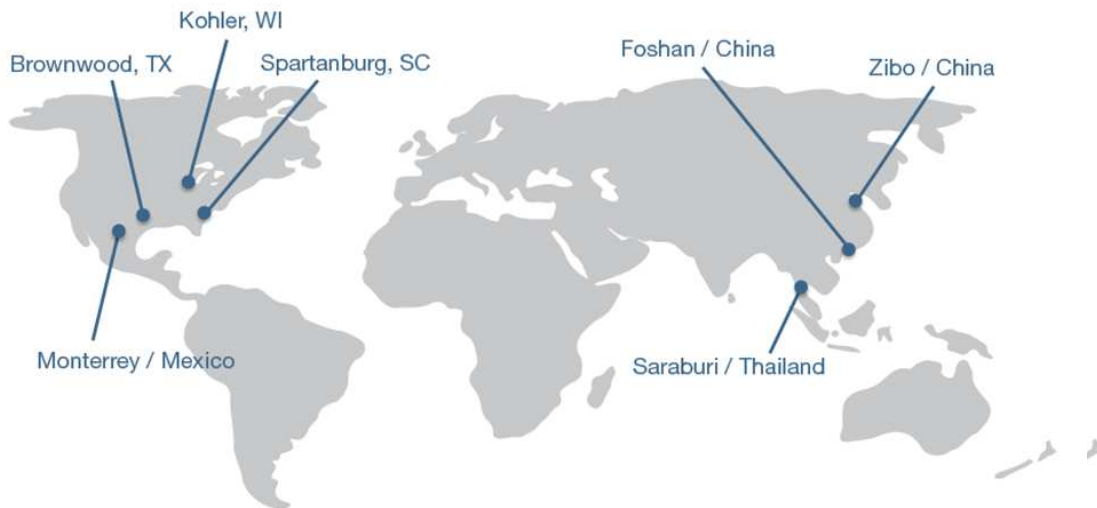 Kohler, WI
Brownwood, TX
Spartanburg, SC
Foshan / China
Zibo / China
Monterrey / Mexico
Saraburi / Thailand